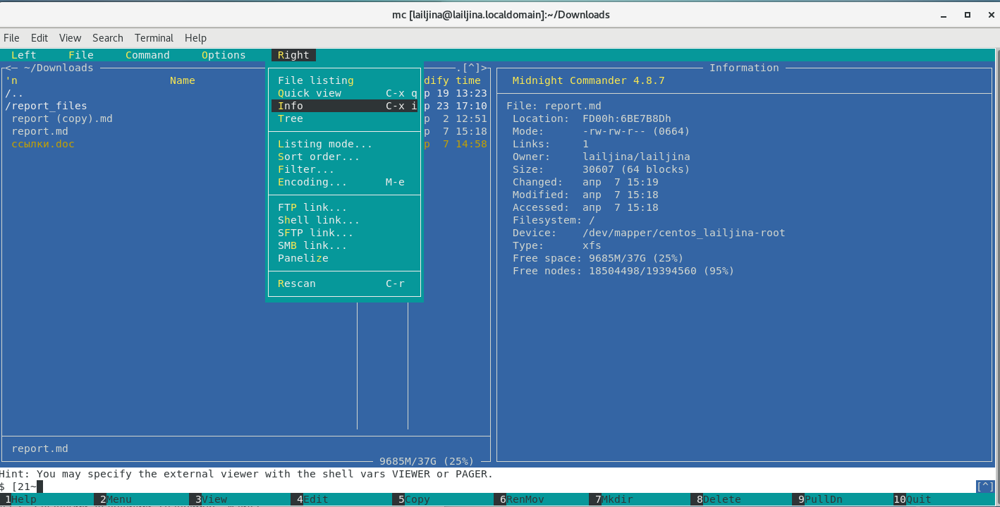 mc [lailjina@lailjina.localdomain]:~/Downloads
File Edit View Search Terminal Help
Left File Command Options Right
<— ~/Downloads
.[^]>
'n Name
dify time
/..
p 19 13:23
/report_files
p 23 17:10
report (copy).md
p 2 12:51
report.md
p 7 15:18
ссылки.doc
p 7 14:58
report.md
9685M/37G (25%)
File listing
Quick view C-x q
Info C-x i
Tree
Listing mode...
Sort order...
Filter...
Encoding... M-e
FTP link...
Shell link...
SFTP link...
SMB link...
Panelize
Rescan C-r
Information
Midnight Commander 4.8.7
File: report.md
Location: FD00h:6BE7B8Dh
Mode: -rw-rw-r-- (0664)
Links: 1
Owner: lailjina/lailjina
Size: 30607 (64 blocks)
Changed: апр 7 15:19
Modified: апр 7 15:18
Accessed: апр 7 15:18
Filesystem: /
Device: /dev/mapper/centos_lailjina-root
Type: xfs
Free space: 9685M/37G (25%)
Free nodes: 18504498/19394560 (95%)
Hint: You may specify the external viewer with the shell vars VIEWER or PAGER.
$ [21~
[^]
1Help 2Menu 3View 4Edit 5Copy 6RenMov 7Mkdir 8Delete 9PullDn 10Quit